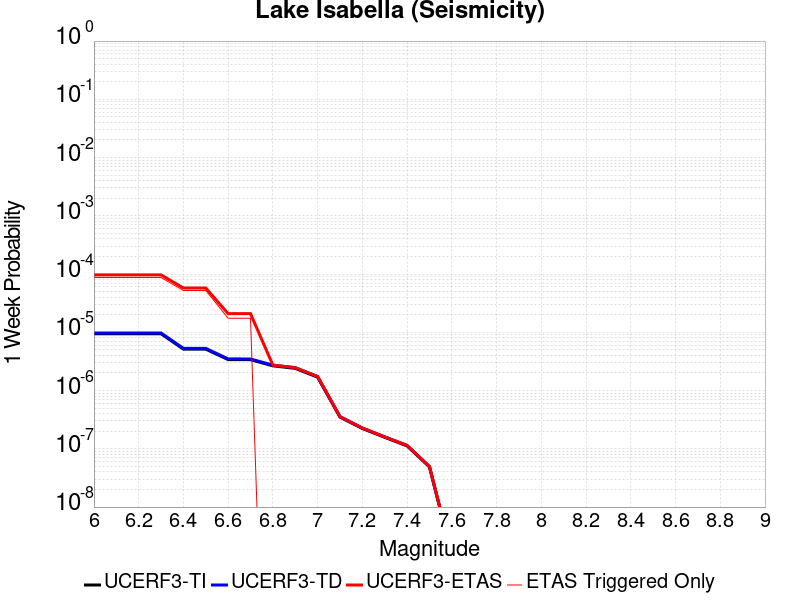 Lake Isabella (Seismicity)
10^0
10^-1
10^-2
10^-3
10^-4
10^-5
10^-6
10^-7
10^-8
1 Week Probability
6 6.2 6.4 6.6 6.8 7 7.2 7.4 7.6 7.8 8 8.2 8.4 8.6 8.8 9
Magnitude
UCERF3-TI UCERF3-TD UCERF3-ETAS ETAS Triggered Only